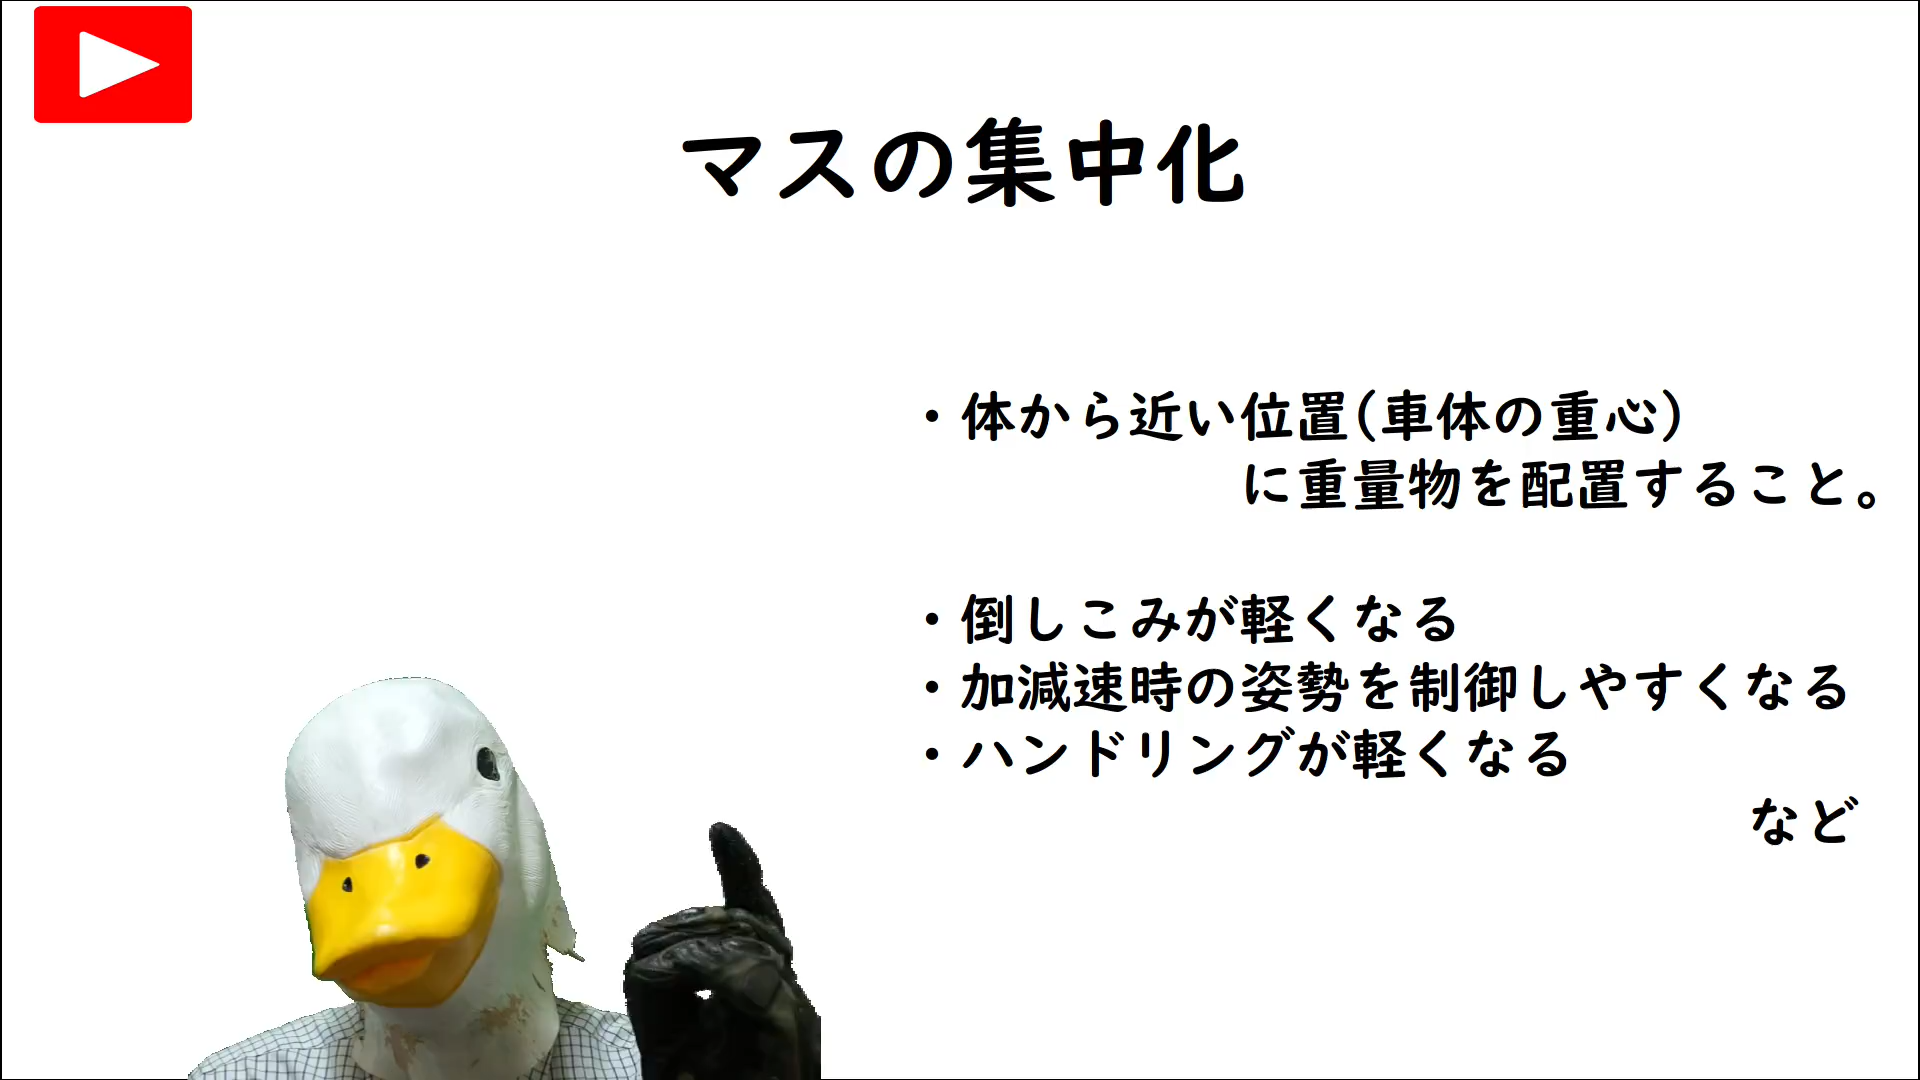 マスの集中化
・体から近い位置(車体の重心)
に重量物を配置すること。
・倒しこみが軽くなる
・加減速時の姿勢を制御しやすくなる
・ハンドリングが軽くなる
など